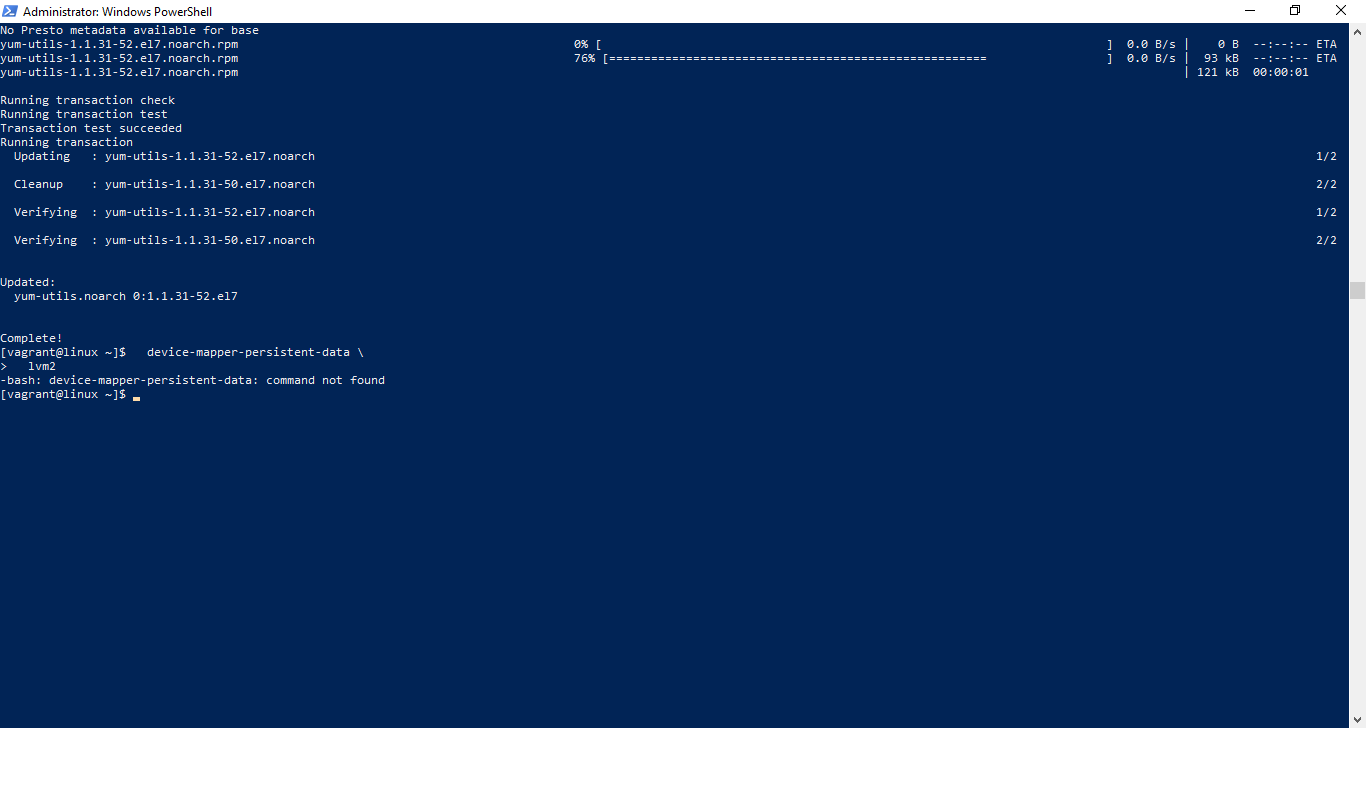 Administrator: Windows PowerShell
No Presto metadata available for base
yum-utils-1.1.31-52.el7.noarch.rpm 0% [ ] 0.0 B/s | 0 B --:--:-- ETA
yum-utils-1.1.31-52.el7.noarch.rpm 76% [====================================================== ] 0.0 B/s | 93 kB --:--:-- ETA
yum-utils-1.1.31-52.el7.noarch.rpm | 121 kB 00:00:01
Running transaction check
Running transaction test
Transaction test succeeded
Running transaction
Updating : yum-utils-1.1.31-52.el7.noarch 1/2
Cleanup : yum-utils-1.1.31-50.el7.noarch 2/2
Verifying : yum-utils-1.1.31-52.el7.noarch 1/2
Verifying : yum-utils-1.1.31-50.el7.noarch 2/2
Updated:
yum-utils.noarch 0:1.1.31-52.el7
Complete!
[vagrant@linux ~]$ device-mapper-persistent-data \
> lvm2
-bash: device-mapper-persistent-data: command not found
[vagrant@linux ~]$